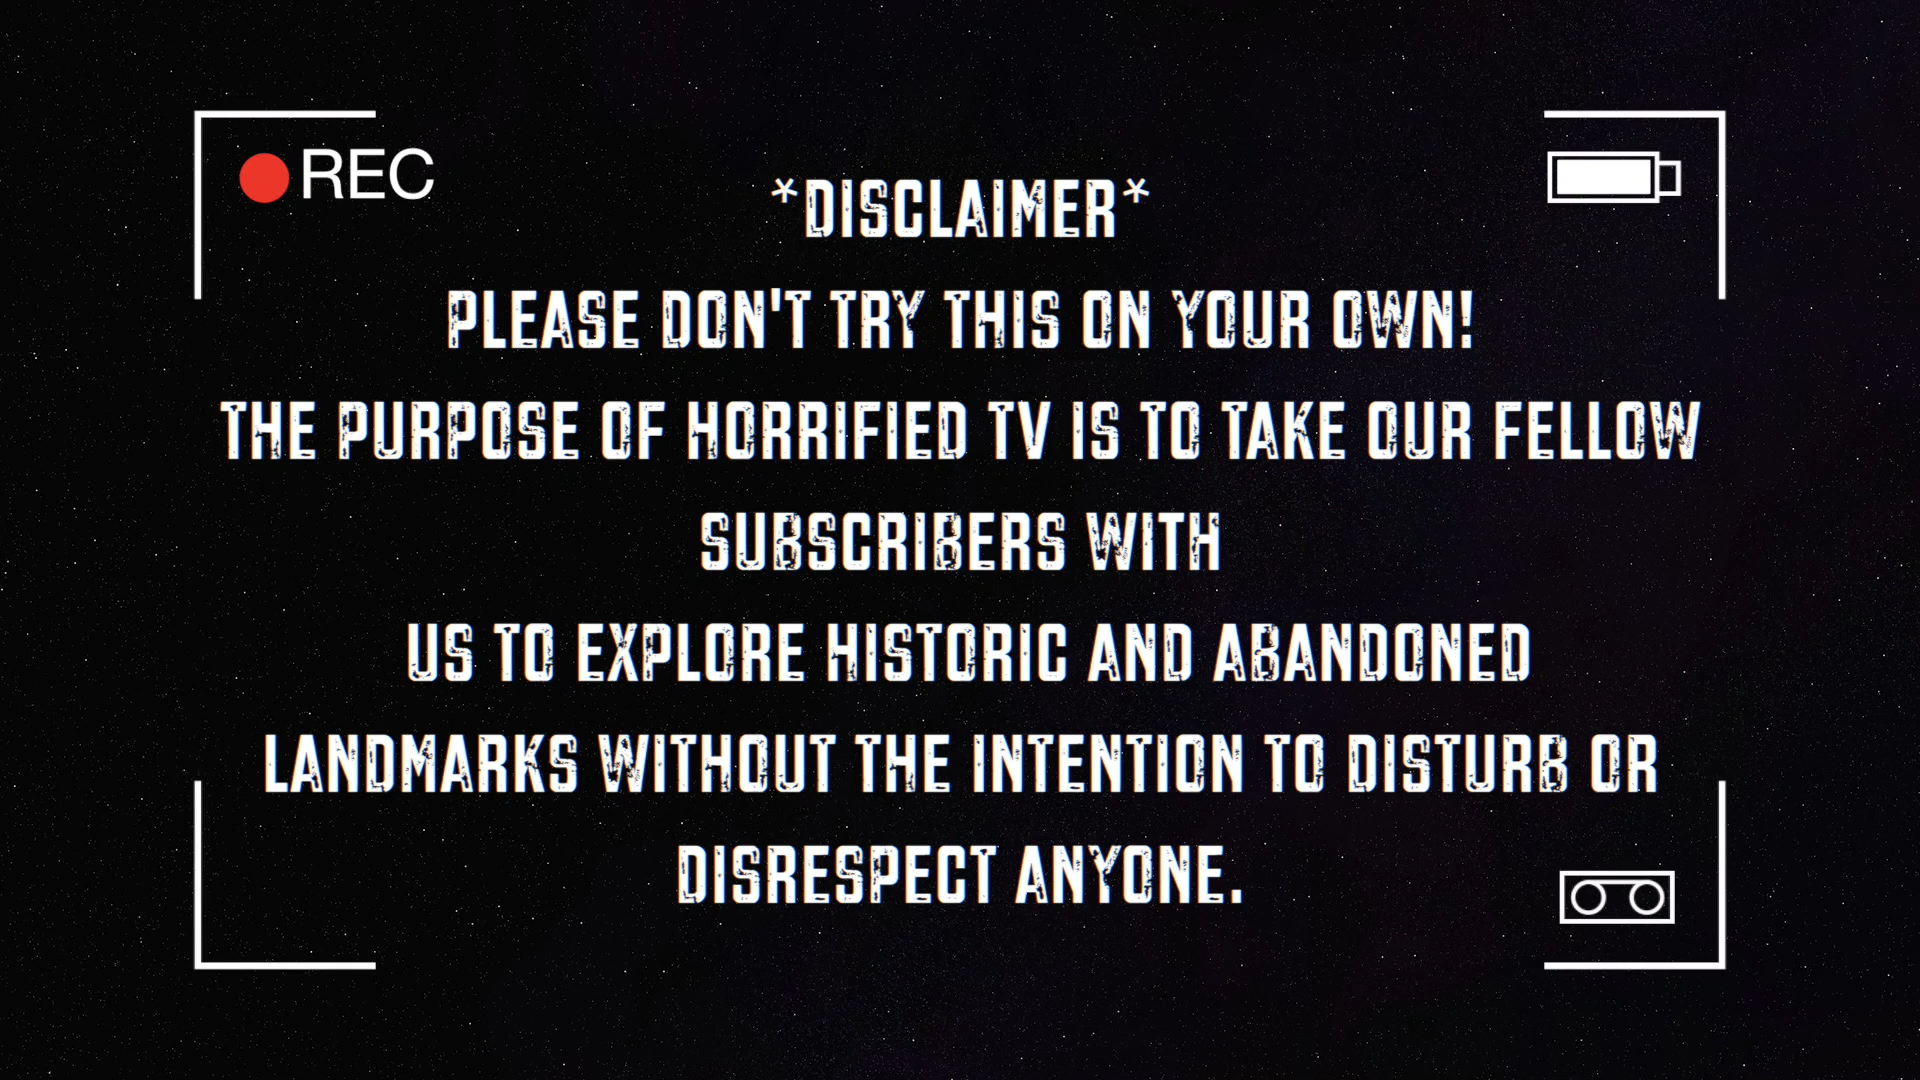 REC
*DISCLAIMER*
PLEASE DON'T TRY THIS ON YOUR OWN!
THE PURPOSE OF HORRIFIED TV IS TO TAKE OUR FELLOW
SUBSCRIBERS WITH
US TO EXPLORE HISTORIC AND ABANDONED
LANDMARKS WITHOUT THE INTENTION TO DISTURB OR
DISRESPECT ANYONE.